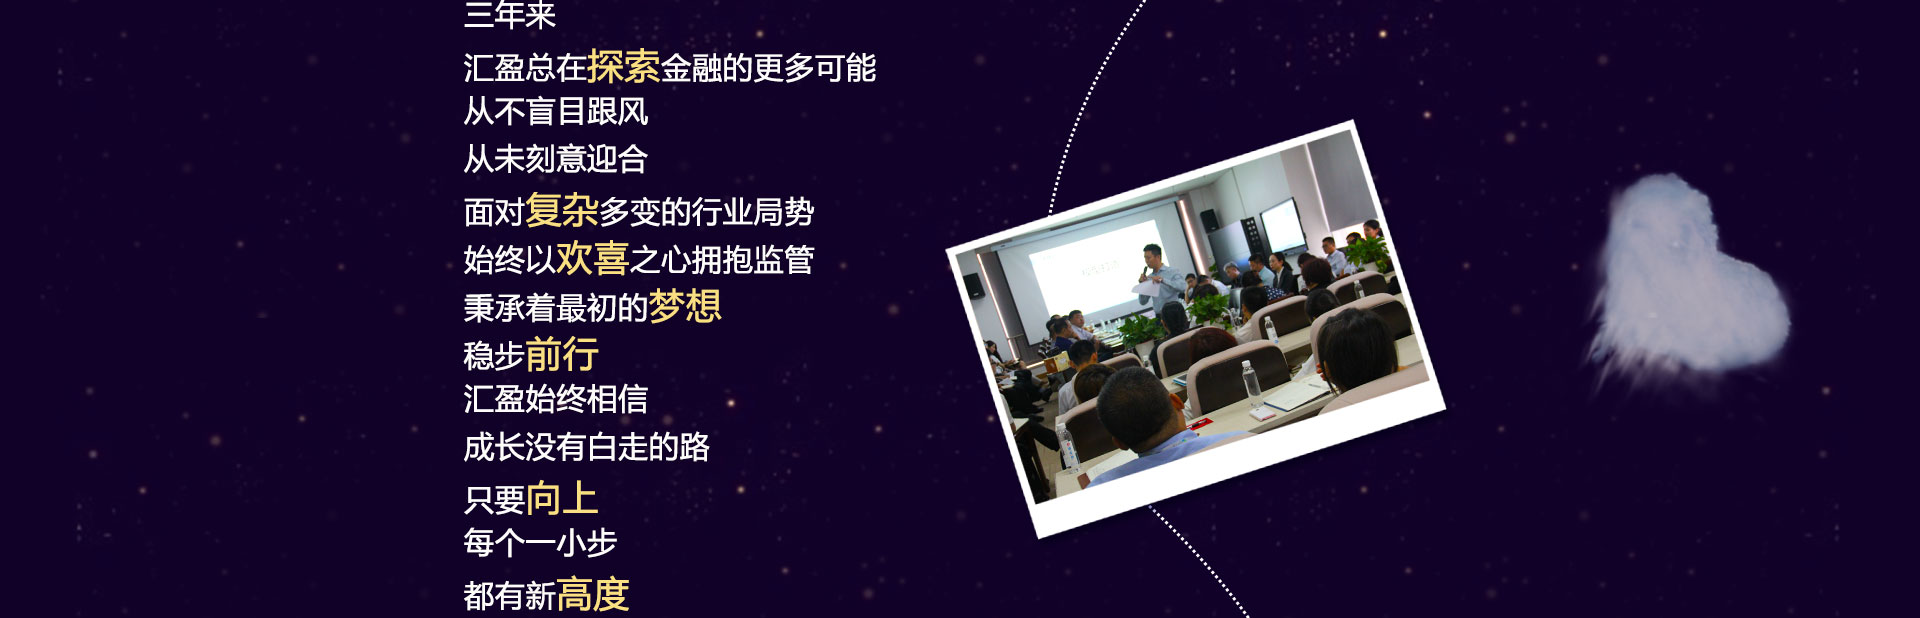 三年来
汇盈总在探索金融的更多可能
从不盲目跟风
从未刻意迎合
面对复杂多变的行业局势
始终以欢喜之心拥抱监管
秉承着最初的梦想
稳步前行
汇盈始终相信
成长没有白走的路
只要向上
每个一小步
都有新高度